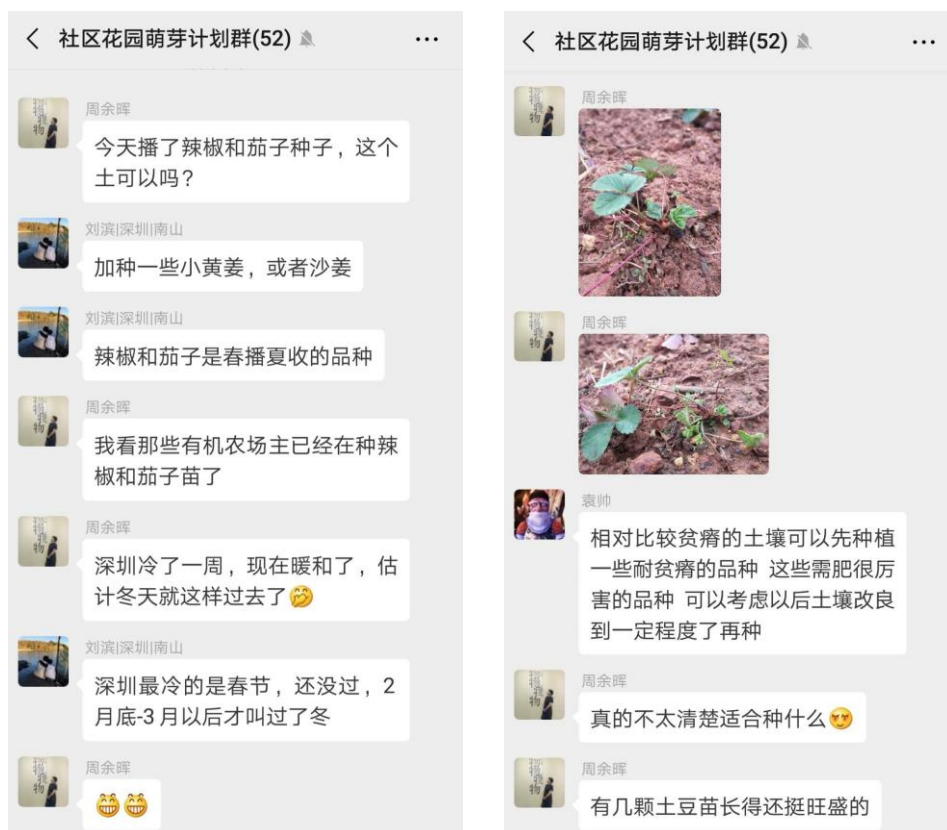 社区花园萌芽计划群(52)
周余晖
今天播了辣椒和茄子种子，这个
土可以吗？
刘滨|深圳|南山
加种一些小黄姜，或者沙姜
刘滨|深圳|南山
辣椒和茄子是春播夏收的品种
周余晖
我看那些有机农场主已经在种辣
椒和茄子苗了
周余晖
深圳冷了一周，现在暖和了，估
计冬天就这样过去了
刘滨|深圳|南山
深圳最冷的是春节，还没过，2
月底-3月以后才叫过了冬
周余晖
社区花园萌芽计划群(52)
周余晖
周余晖
袁帅
相对比较贫瘠的土壤可以先种植
一些耐贫瘠的品种 这些需肥很厉
害的品种 可以考虑以后土壤改良
到一定程度了再种
周余晖
真的不太清楚适合种什么
周余晖
有几颗土豆苗长得还挺旺盛的